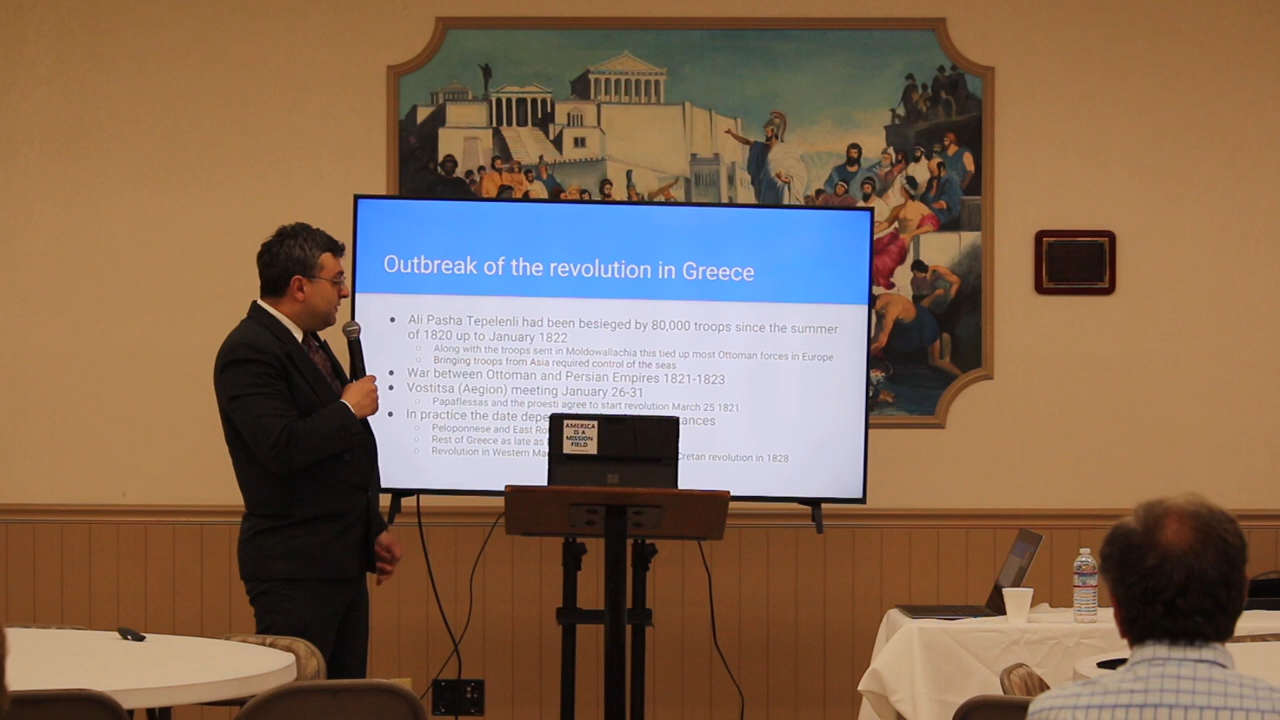 Outbreak of the revolution in Greece
Ali Pasha Tepelenli had been besieged by 80,000 troops since the summer
of 1820 up to January 1822
Along with the troops sent in Moldowallachia this tied up most Ottoman forces in Europe
Bringing troops from Asia required control of the seas
War between Ottoman and Persian Empires 1821-1823
Vostitsa (Aegion) meeting January 26-31
Papaflessas and the proesti agree to start revolution March 25 1821
In practice the date
Peloponnese and East
Rest of Greece as late as
Revolution in Western Cretan revolution in 1828
AMERICA
IS A
MISSION
FIELD